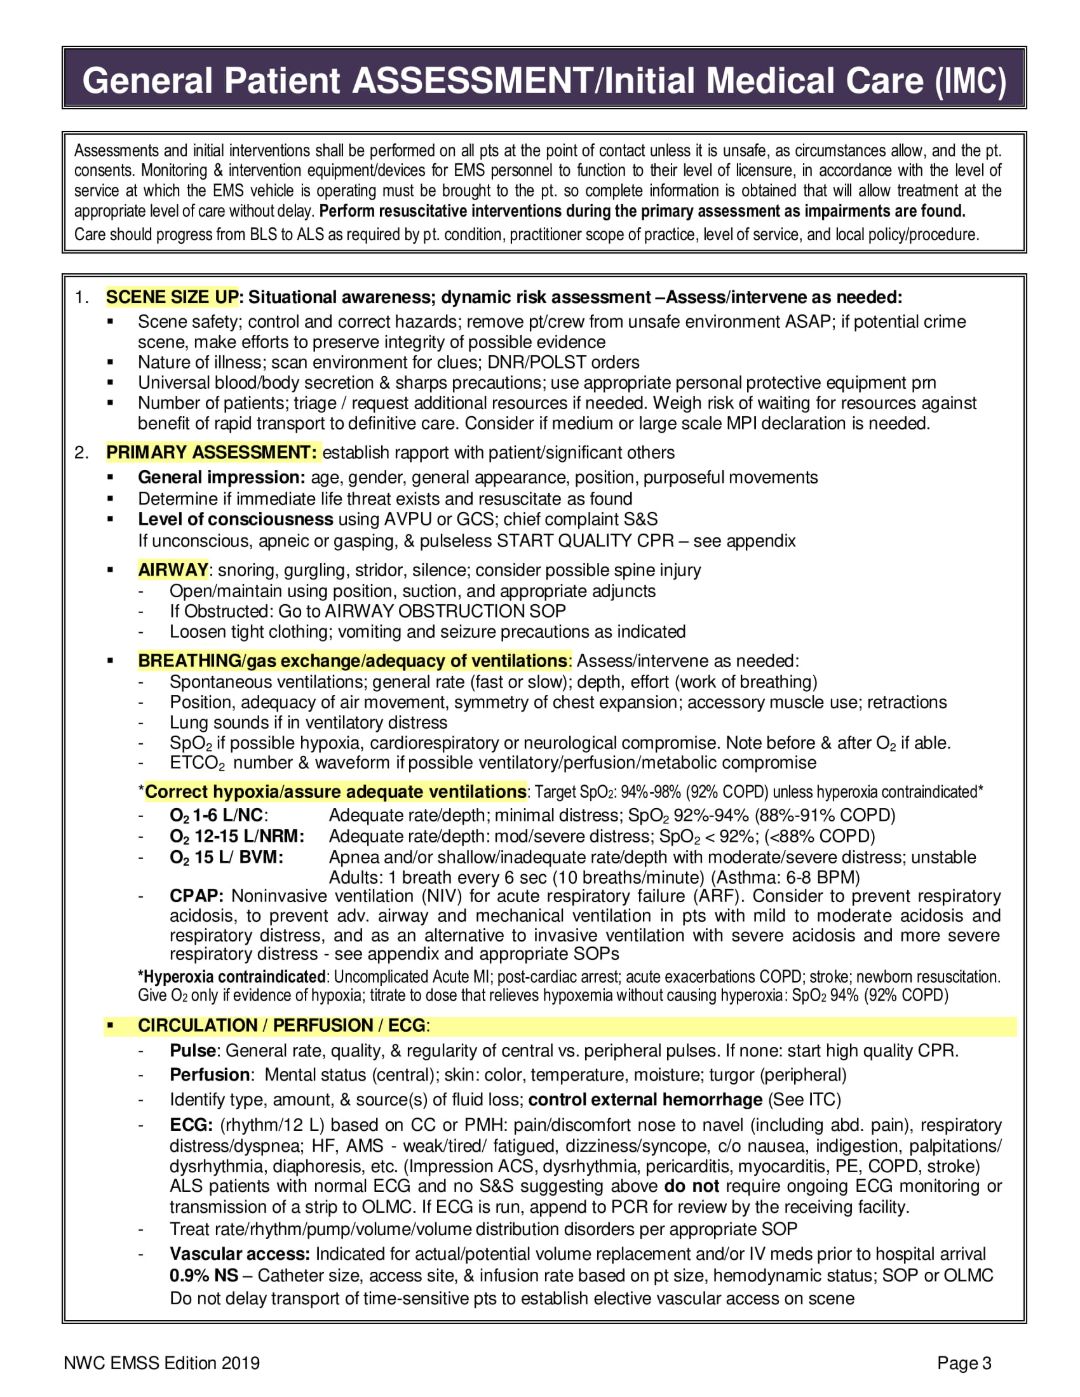 General Patient ASSESSMENT/Initial Medical Care (IMC)
Assessments and initial interventions shall be performed on all pts at the point of contact unless it is unsafe, as circumstances allow, and the pt.
consents. Monitoring & intervention equipment/devices for EMS personnel to function to their level of licensure, in accordance with the level of
service at which the EMS vehicle is operating must be brought to the pt. so complete information is obtained that will allow treatment at the
appropriate level of care without delay. Perform resuscitative interventions during the primary assessment as impairments are found.
Care should progress from BLS to ALS as required by pt. condition, practitioner scope of practice, level of service, and local policy/procedure.
1. SCENE SIZE UP: Situational awareness; dynamic risk assessment –Assess/intervene as needed:
▪ Scene safety; control and correct hazards; remove pt/crew from unsafe environment ASAP; if potential crime
scene, make efforts to preserve integrity of possible evidence
▪ Nature of illness; scan environment for clues; DNR/POLST orders
▪ Universal blood/body secretion & sharps precautions; use appropriate personal protective equipment prn
▪ Number of patients; triage / request additional resources if needed. Weigh risk of waiting for resources against
benefit of rapid transport to definitive care. Consider if medium or large scale MPI declaration is needed.
2. PRIMARY ASSESSMENT: establish rapport with patient/significant others
▪ General impression: age, gender, general appearance, position, purposeful movements
▪ Determine if immediate life threat exists and resuscitate as found
▪ Level of consciousness using AVPU or GCS; chief complaint S&S
If unconscious, apneic or gasping, & pulseless START QUALITY CPR – see appendix
▪ AIRWAY: snoring, gurgling, stridor, silence; consider possible spine injury
- Open/maintain using position, suction, and appropriate adjuncts
- If Obstructed: Go to AIRWAY OBSTRUCTION SOP
- Loosen tight clothing; vomiting and seizure precautions as indicated
▪ BREATHING/gas exchange/adequacy of ventilations: Assess/intervene as needed:
- Spontaneous ventilations; general rate (fast or slow); depth, effort (work of breathing)
- Position, adequacy of air movement, symmetry of chest expansion; accessory muscle use; retractions
- Lung sounds if in ventilatory distress
- SpO2 if possible hypoxia, cardiorespiratory or neurological compromise. Note before & after O2 if able.
- ETCO2 number & waveform if possible ventilatory/perfusion/metabolic compromise
*Correct hypoxia/assure adequate ventilations: Target SpO2: 94%-98% (92% COPD) unless hyperoxia contraindicated*
- O2 1-6 L/NC: Adequate rate/depth; minimal distress; SpO2 92%-94% (88%-91% COPD)
- O2 12-15 L/NRM: Adequate rate/depth: mod/severe distress; SpO2 < 92%; (<88% COPD)
- O2 15 L/ BVM: Apnea and/or shallow/inadequate rate/depth with moderate/severe distress; unstable
Adults: 1 breath every 6 sec (10 breaths/minute) (Asthma: 6-8 BPM)
- CPAP: Noninvasive ventilation (NIV) for acute respiratory failure (ARF). Consider to prevent respiratory
acidosis, to prevent adv. airway and mechanical ventilation in pts with mild to moderate acidosis and
respiratory distress, and as an alternative to invasive ventilation with severe acidosis and more severe
respiratory distress - see appendix and appropriate SOPs
*Hyperoxia contraindicated: Uncomplicated Acute MI; post-cardiac arrest; acute exacerbations COPD; stroke; newborn resuscitation.
Give O2 only if evidence of hypoxia; titrate to dose that relieves hypoxemia without causing hyperoxia: SpO2 94% (92% COPD)
▪ CIRCULATION / PERFUSION / ECG:
- Pulse: General rate, quality, & regularity of central vs. peripheral pulses. If none: start high quality CPR.
- Perfusion: Mental status (central); skin: color, temperature, moisture; turgor (peripheral)
- Identify type, amount, & source(s) of fluid loss; control external hemorrhage (See ITC)
- ECG: (rhythm/12 L) based on CC or PMH: pain/discomfort nose to navel (including abd. pain), respiratory
distress/dyspnea; HF, AMS - weak/tired/ fatigued, dizziness/syncope, c/o nausea, indigestion, palpitations/
dysrhythmia, diaphoresis, etc. (Impression ACS, dysrhythmia, pericarditis, myocarditis, PE, COPD, stroke)
ALS patients with normal ECG and no S&S suggesting above do not require ongoing ECG monitoring or
transmission of a strip to OLMC. If ECG is run, append to PCR for review by the receiving facility.
- Treat rate/rhythm/pump/volume/volume distribution disorders per appropriate SOP
- Vascular access: Indicated for actual/potential volume replacement and/or IV meds prior to hospital arrival
0.9% NS – Catheter size, access site, & infusion rate based on pt size, hemodynamic status; SOP or OLMC
Do not delay transport of time-sensitive pts to establish elective vascular access on scene
NWC EMSS Edition 2019 Page 3